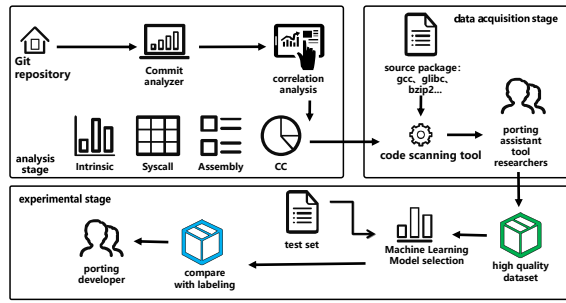 data acquisition stage
Git
repository
Commit
analyzer
correlation
analysis
source package:
gcc、glibc、
bzip2...
analysis
stage
Intrinsic
Syscall
Assembly
CC
code scanning tool
porting
assistant
tool
researchers
experimental stage
test set
Machine Learning
Model selection
high quality
dataset
compare
with labeling
porting
developer